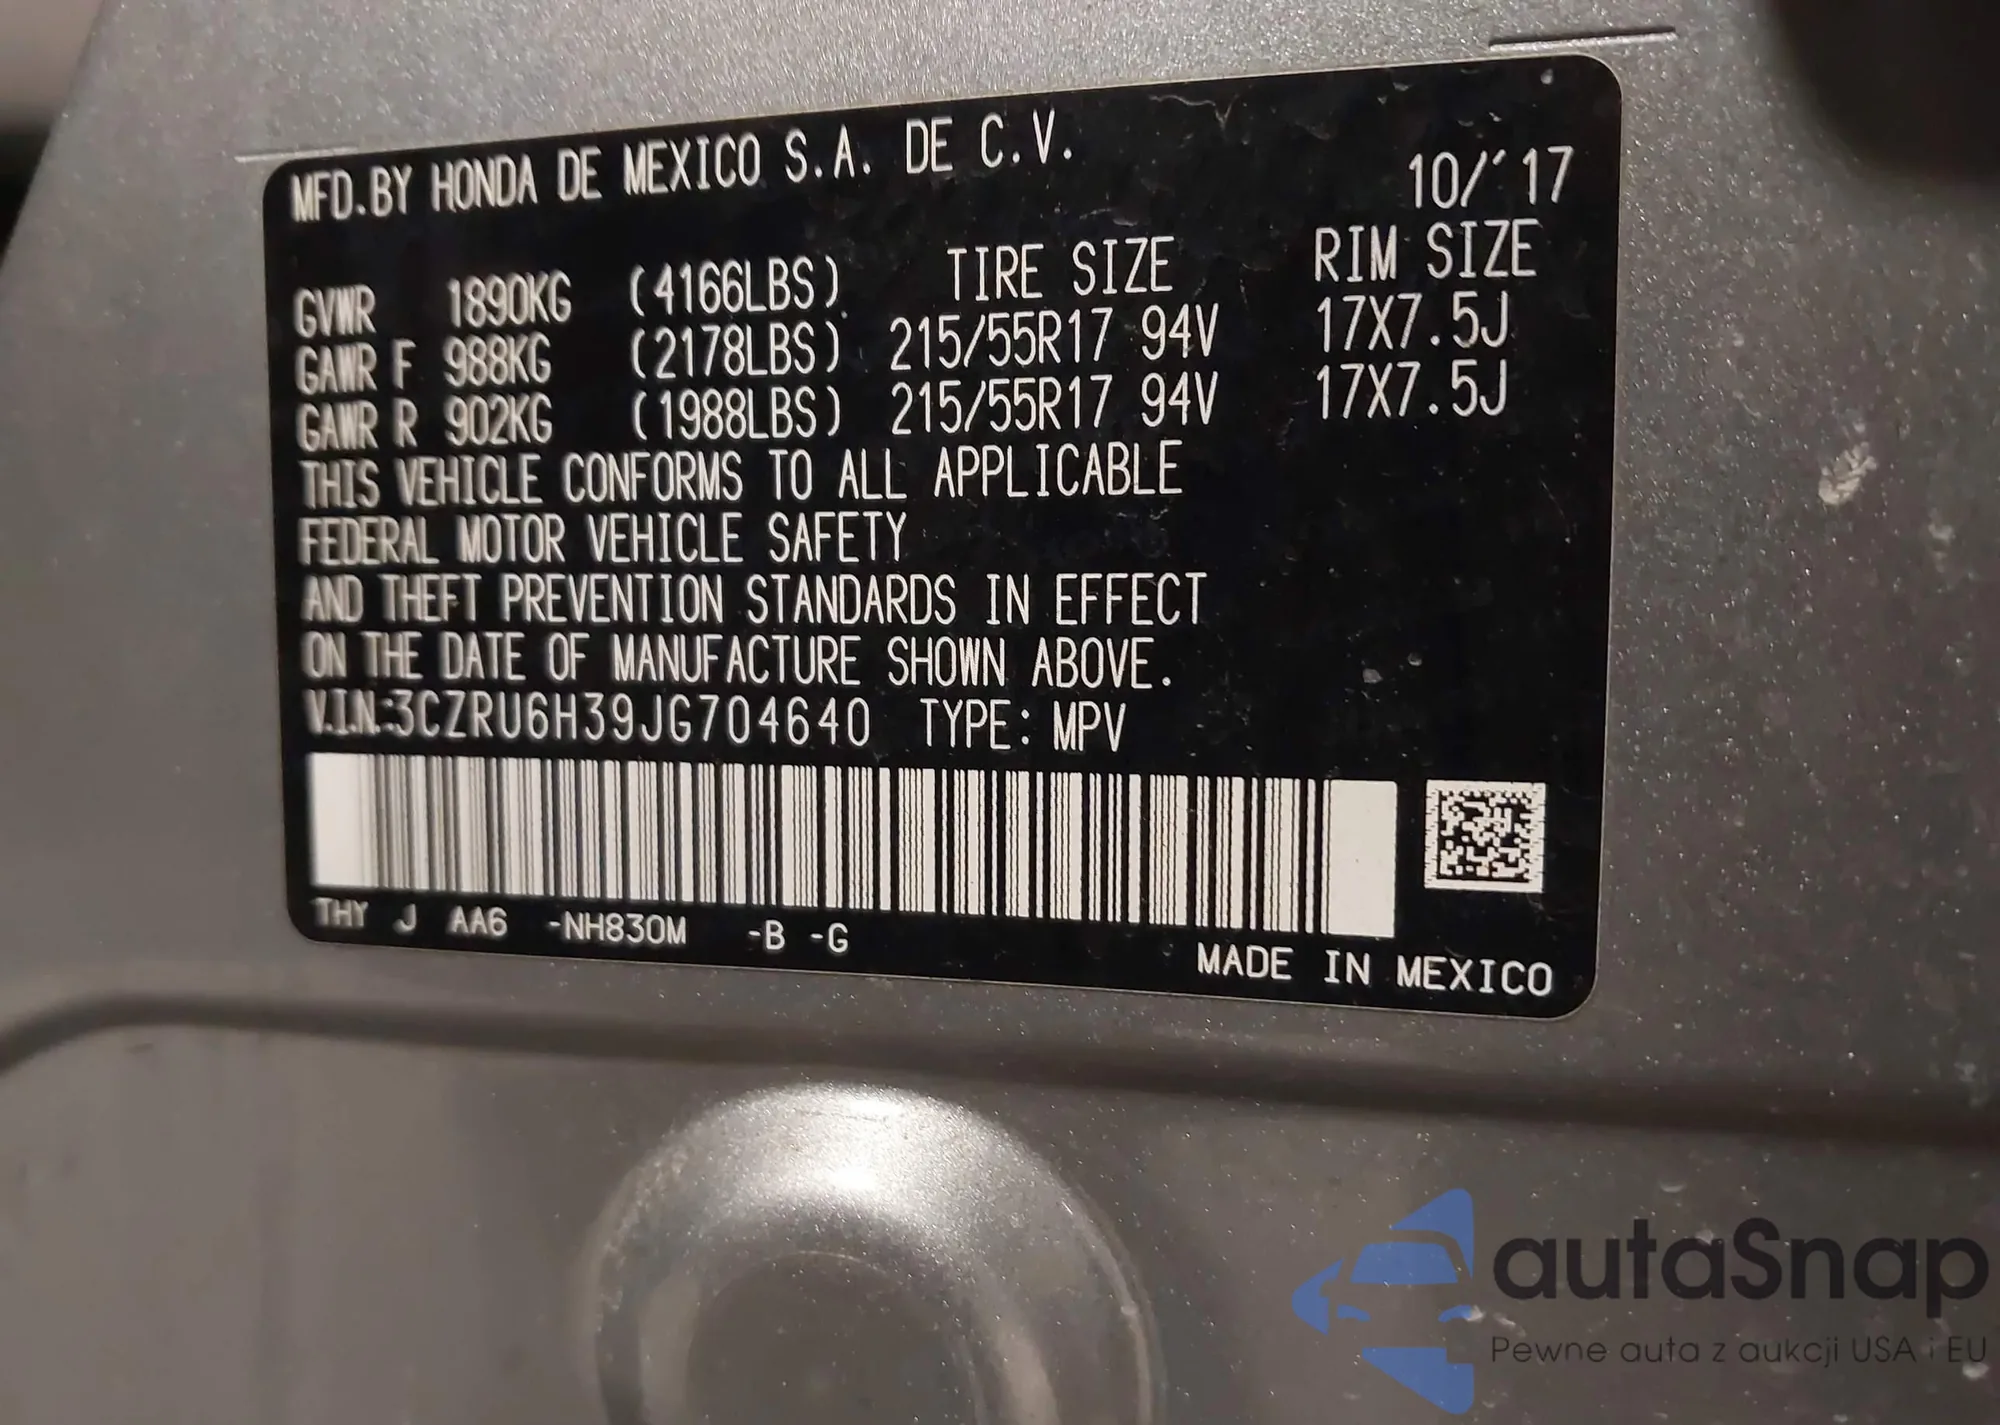 MFD.BY HONDA DE MEXICO S.A. DE C.V.
10/'17
GVWR 1890KG (4166LBS) TIRE SIZE RIM SIZE
GAWR F 988KG (2178LBS) 215/55R17 94V 17X7.5J
GAWR R 902KG (1988LBS) 215/55R17 94V 17X7.5J
THIS VEHICLE CONFORMS TO ALL APPLICABLE
FEDERAL MOTOR VEHICLE SAFETY
AND THEFT PREVENTION STANDARDS IN EFFECT
ON THE DATE OF MANUFACTURE SHOWN ABOVE.
V.I.N.:3CZRU6H39JG704640 TYPE: MPV
THY J AA6 -NH830M -B -G
MADE IN MEXICO
autaSnap
Pewne auta z aukcji USA i EU